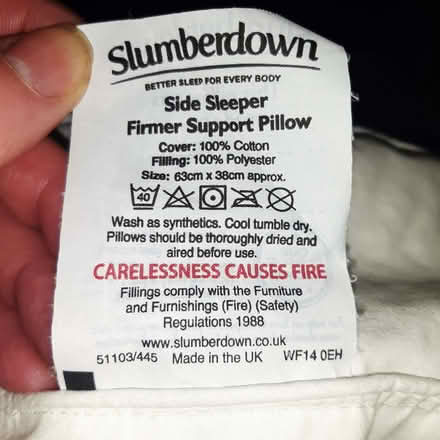 Slumberdown
BETTER SLEEP FOR EVERY BODY
Side Sleeper
Firmer Support Pillow
Cover: 100% Cotton
Filling: 100% Polyester
Size: 63cm x 38cm approx.
40
Wash as synthetics. Cool tumble dry.
Pillows should be thoroughly dried and
aired before use.
CARELESSNESS CAUSES FIRE
Fillings comply with the Furniture
and Furnishings (Fire) (Safety)
Regulations 1988
www.slumberdown.co.uk
51103/445 Made in the UK WF14 0EH